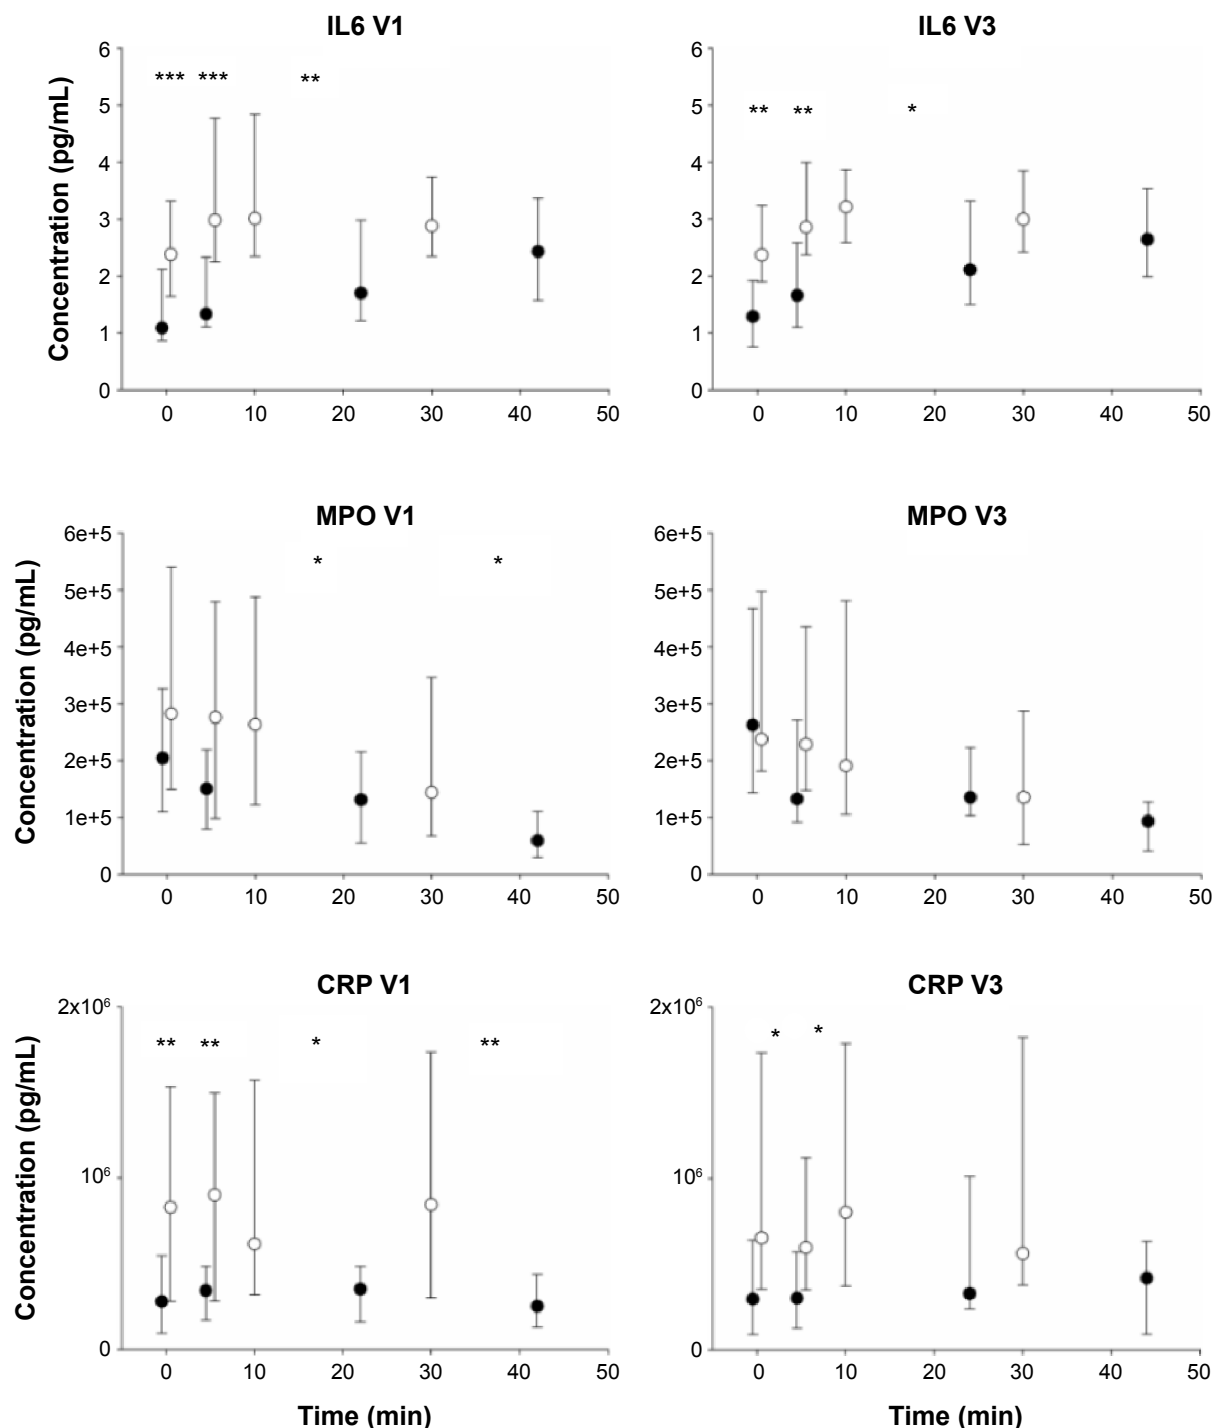 IL6 V1
6
5
4
3
2
1
0
*** *** **
0 10 20 30 40 50
Concentration (pg/mL)
IL6 V3
6
5
4
3
2
1
0
** ** *
0 10 20 30 40 50
MPO V1
6e+5
5e+5
4e+5
3e+5
2e+5
1e+5
0
* *
0 10 20 30 40 50
Concentration (pg/mL)
MPO V3
6e+5
5e+5
4e+5
3e+5
2e+5
1e+5
0
0 10 20 30 40 50
CRP V1
2x10⁶
10⁶
0
** ** * **
0 10 20 30 40 50
Concentration (pg/mL)
Time (min)
CRP V3
2x10⁶
10⁶
0
* *
0 10 20 30 40 50
Time (min)